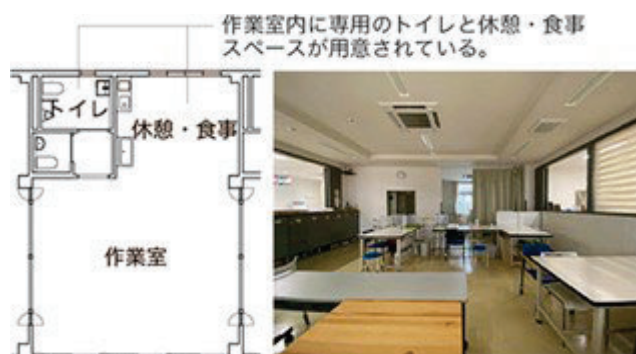 作業室内に専用のトイレと休憩・食事
スペースが用意されている。
トイレ
休憩・食事
作業室